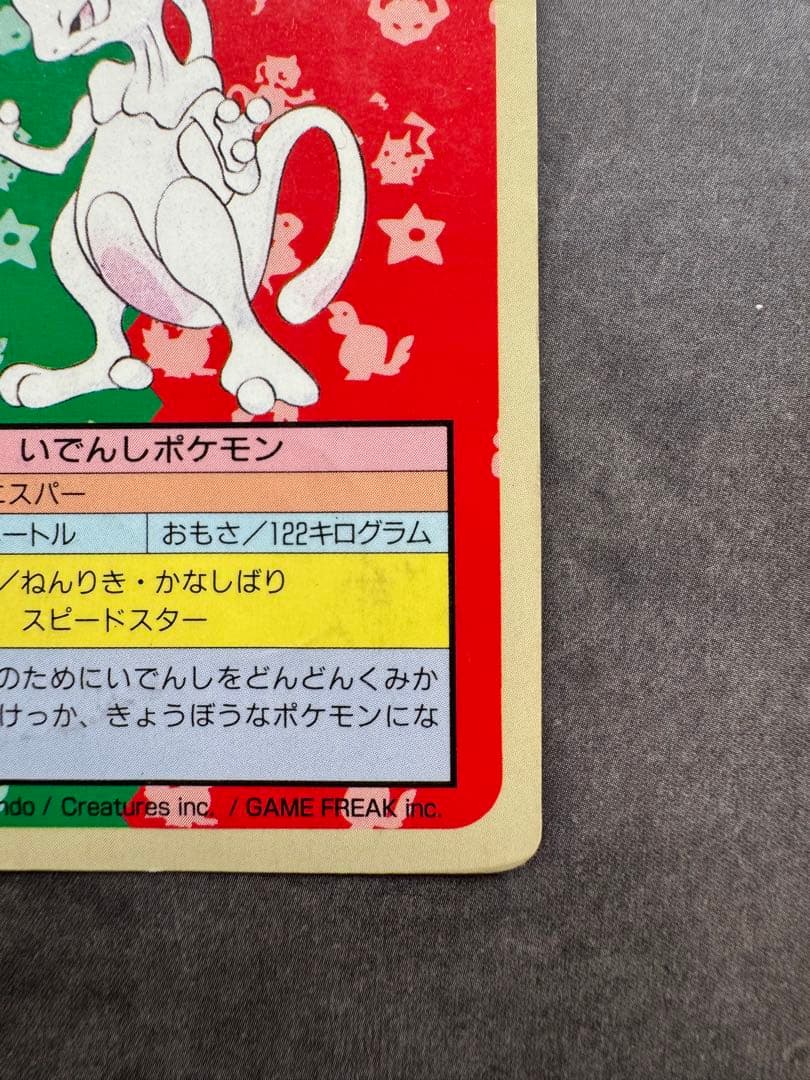 いでんしポケモン
エスパー
ートル
おもさ／122キログラム
／ねんりき・かなしばり
スピードスター
のためにいでんしをどんどんくみか
けっか、きょうぼうなポケモンにな
ndo / Creatures inc. / GAME FREAK inc.